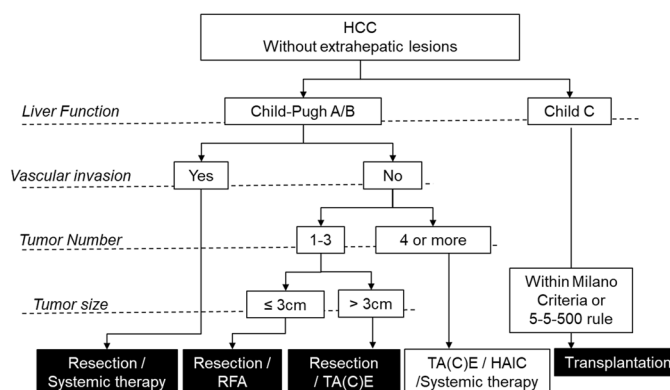 HCC
Without extrahepatic lesions
Liver Function
Child-Pugh A/B
Child C
Vascular invasion
Yes
No
Tumor Number
1-3
4 or more
Tumor size
≤ 3cm
> 3cm
Within Milano
Criteria or
5-5-500 rule
Resection /
Systemic therapy
Resection /
RFA
Resection
/ TA(C)E
TA(C)E / HAIC
/Systemic therapy
Transplantation